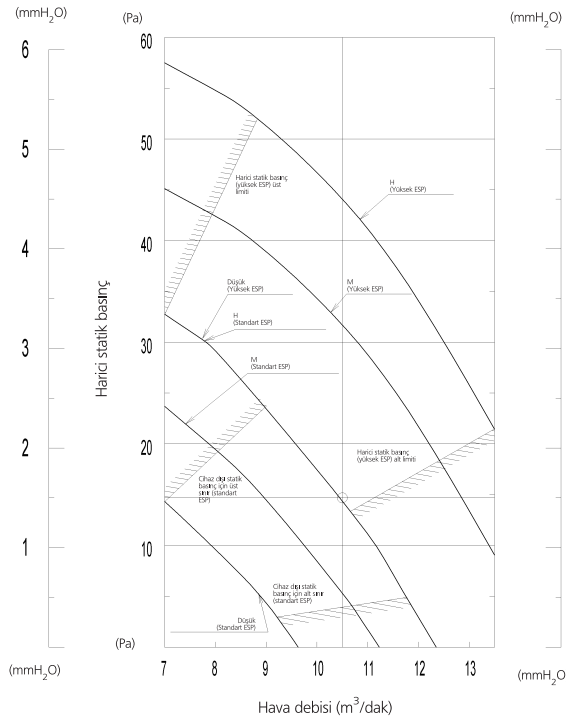 (mmH2O)
(Pa)
(mmH2O)
6
60
5
50
Harici statik basınç
(yüksek ESP) üst
limiti
H
(Yüksek ESP)
4
40
Düşük
(Yüksek ESP)
M
(Yüksek ESP)
H
(Standart ESP)
Harici statik basınç
3
30
M
(Standart ESP)
2
20
Harici statik basınç
(yüksek ESP) alt limiti
Cihaz dışı statik
basınç için üst
sınır (standart
ESP)
1
10
Cihaz dışı statik
basınç için alt sınır
(standart ESP)
Düşük
(Standart ESP)
(mmH2O)
(Pa)
(mmH2O
7
8
9
10
11
12
13
Hava debisi (m³/dak)